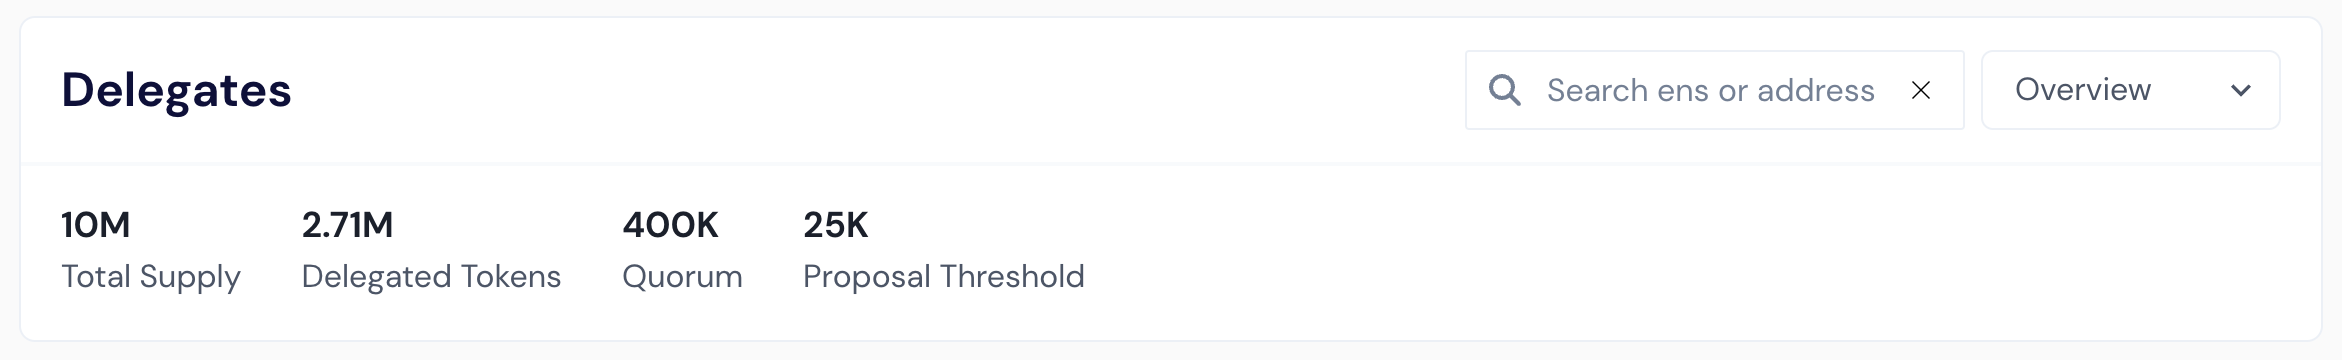 Delegates
Search ens or address
Overview
10M
Total Supply
2.71M
Delegated Tokens
400K
Quorum
25K
Proposal Threshold